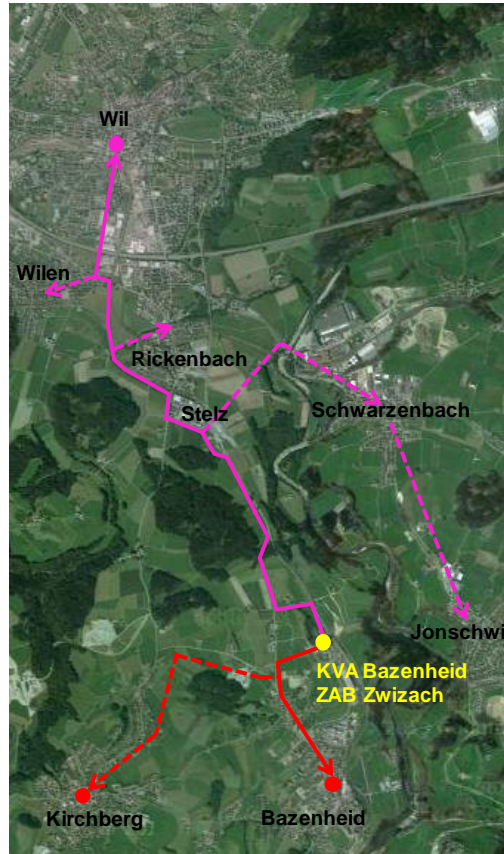 Wil
Wilen
Rickenbach
Stelz
Schwarzenbach
Jonschwi
KVA Bazenheid
ZAB Zwizach
Kirchberg
Bazenheid